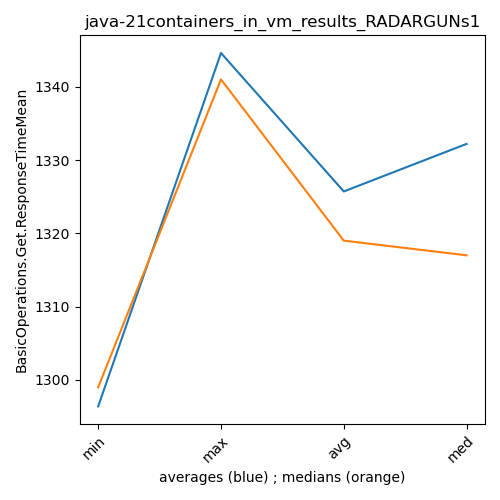 java-21containers_in_vm_results_RADARGUNs1
BasicOperations.Get.ResponseTimeMean
1340
1330
1320
1310
1300
min
max
avg
med
averages (blue) ; medians (orange)